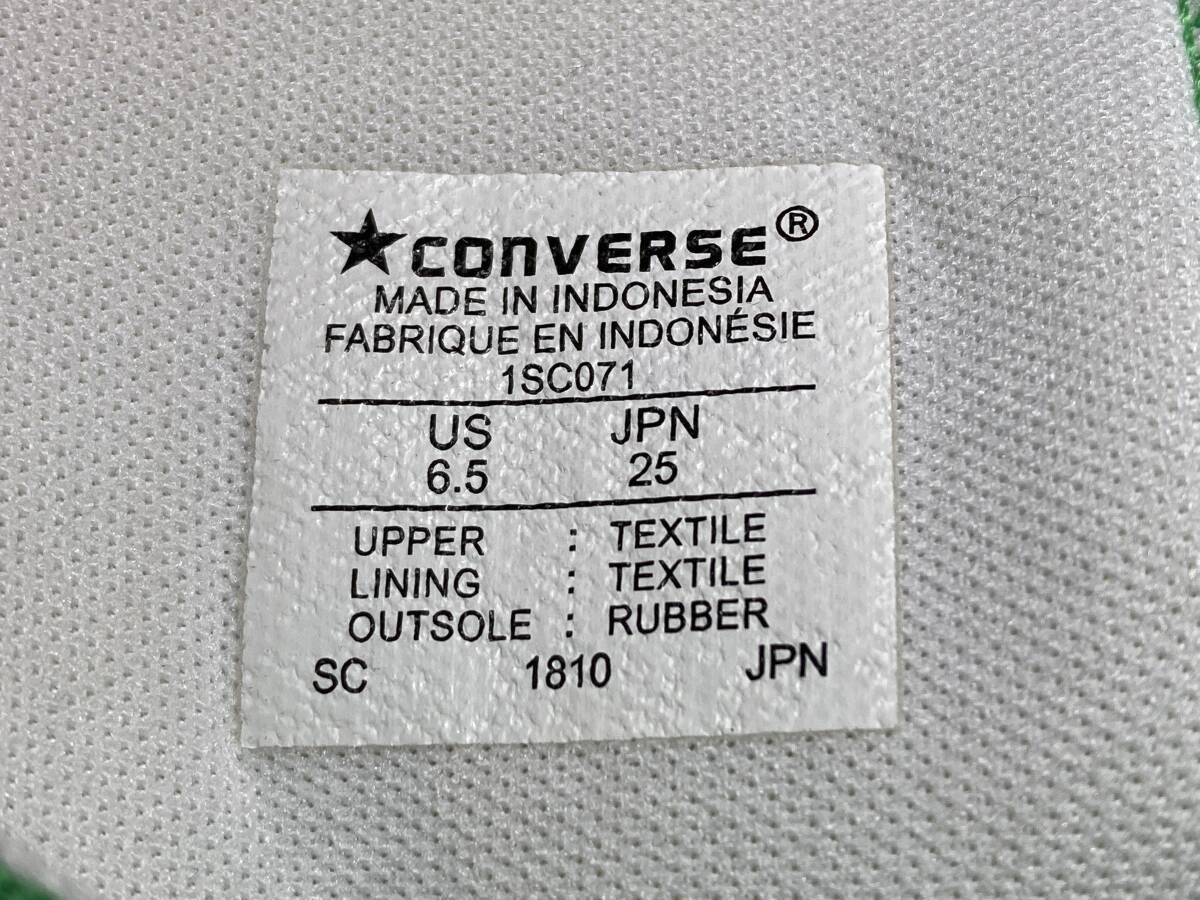 ★CONVERSE®
MADE IN INDONESIA
FABRIQUE EN INDONÉSIE
1SC071
US JPN
6.5 25
UPPER : TEXTILE
LINING : TEXTILE
OUTSOLE : RUBBER
SC 1810 JPN